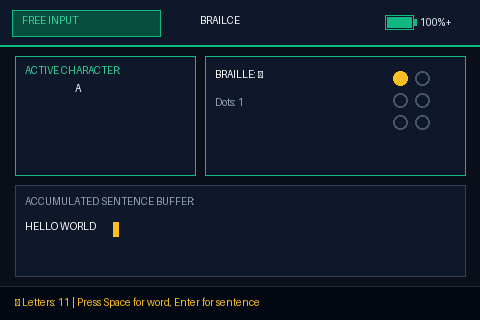 FREE INPUT
BRAILCE
100%+
ACTIVE CHARACTER
A
BRAILLE:
Dots: 1
ACCUMULATED SENTENCE BUFFER
HELLO WORLD
Letters: 11 | Press Space for word, Enter for sentence